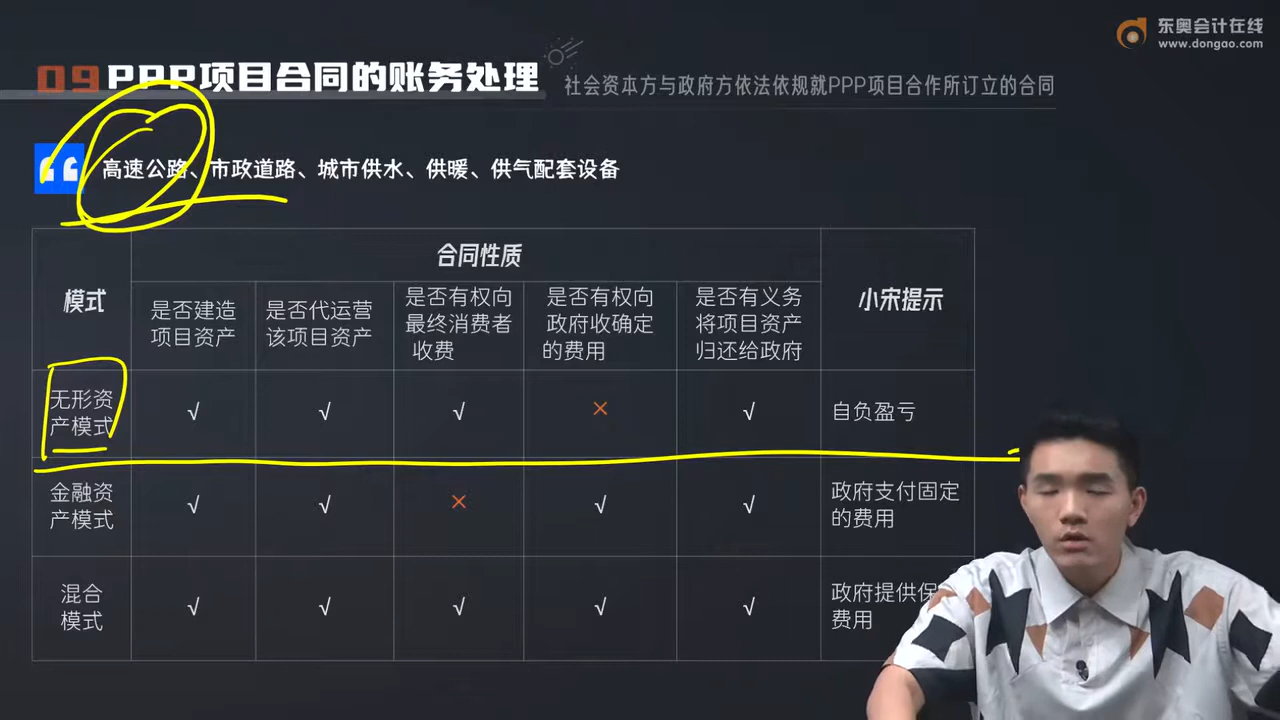 东奥会计在线
www.dongao.com
09 PPP项目合同的账务处理
社会资本方与政府方依法依规就PPP项目合作所订立的合同
高速公路、市政道路、城市供水、供暖、供气配套设备
模式
合同性质
小宋提示
是否建造
项目资产
是否代运营
该项目资产
是否有权向
最终消费者
收费
是否有权向
政府收确定
的费用
是否有义务
将项目资产
归还给政府
无形资
产模式
√
√
√
×
√
自负盈亏
金融资
产模式
√
√
×
√
√
政府支付固定
的费用
混合
模式
√
√
√
√
√
政府提供保
费用